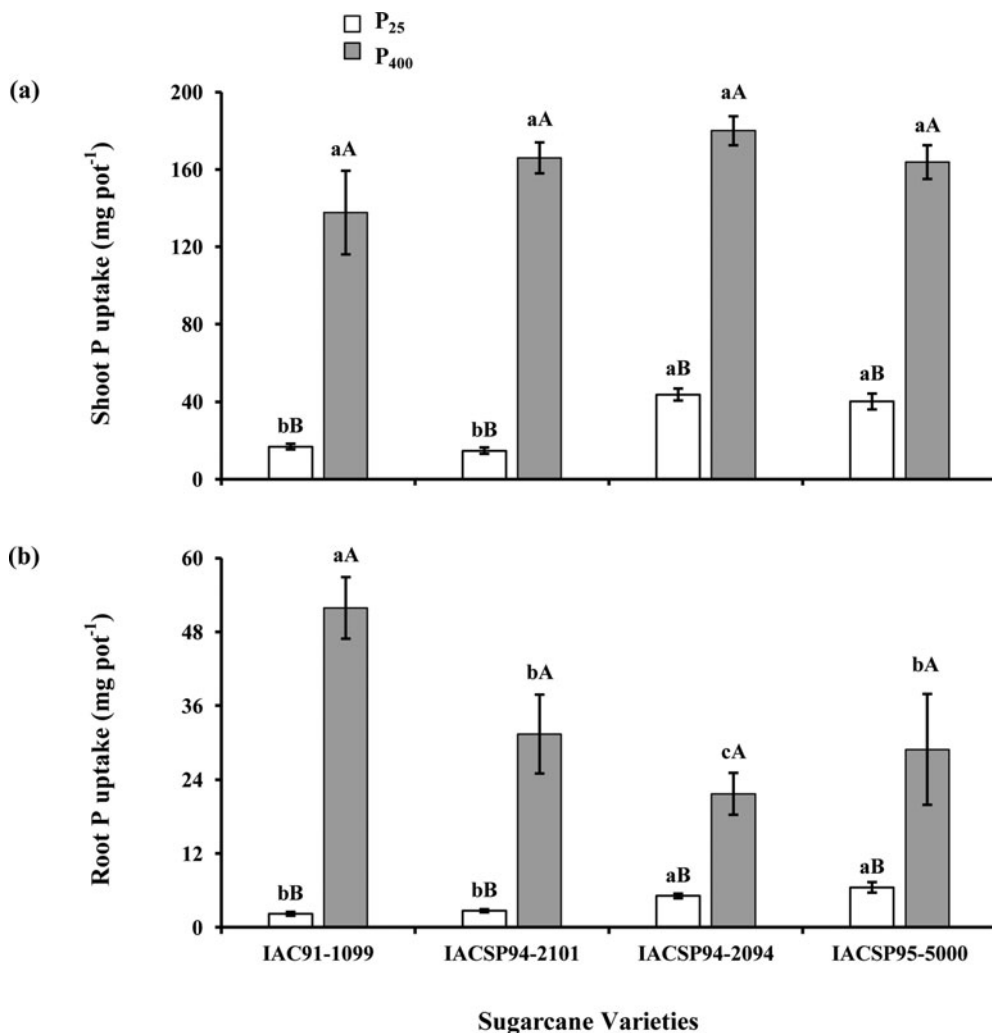 P₂₅
P₄₀₀
(a)
Shoot P uptake (mg pot⁻¹)
200
160
120
80
40
0
aA
aA
aA
aA
bB
bB
aB
aB
(b)
Root P uptake (mg pot⁻¹)
60
48
36
24
12
0
aA
bA
cA
bA
bB
bB
aB
aB
IAC91-1099 IACSP94-2101 IACSP94-2094 IACSP95-5000
Sugarcane Varieties